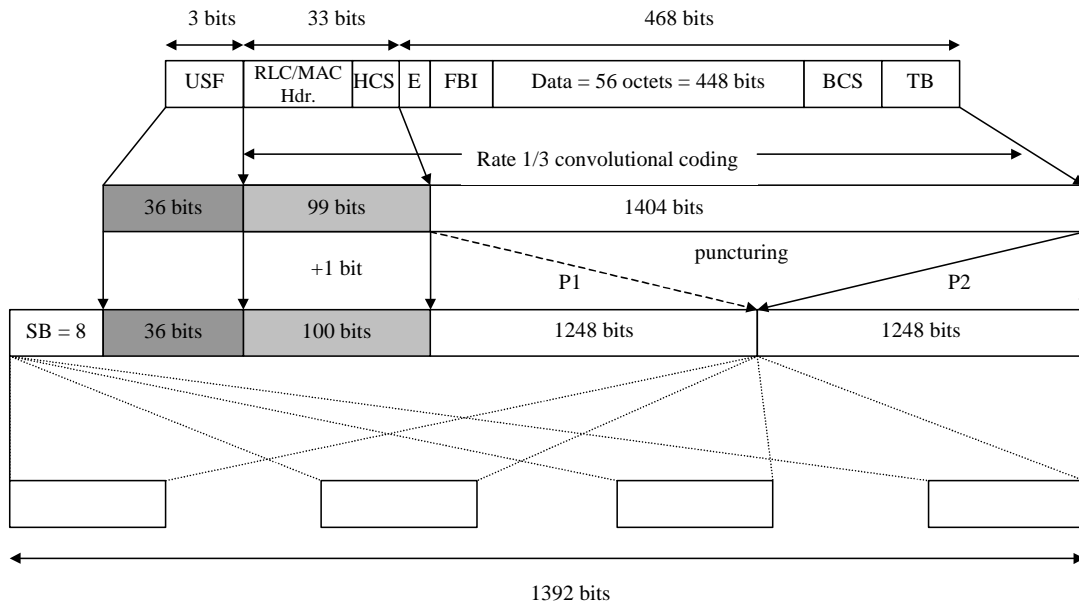 3 bits 33 bits 468 bits
USF RLC/MAC Hdr. HCS E FBI Data = 56 octets = 448 bits BCS TB
Rate 1/3 convolutional coding
36 bits 99 bits 1404 bits
+1 bit puncturing
P1 P2
SB = 8 36 bits 100 bits 1248 bits 1248 bits
1392 bits